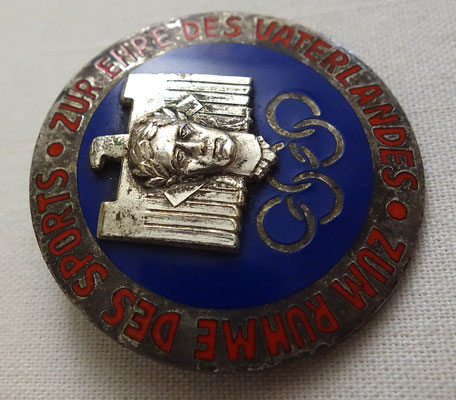 ZUR EHRE DES VATERLANDES •
ZUM RUHME DES SPORTS •